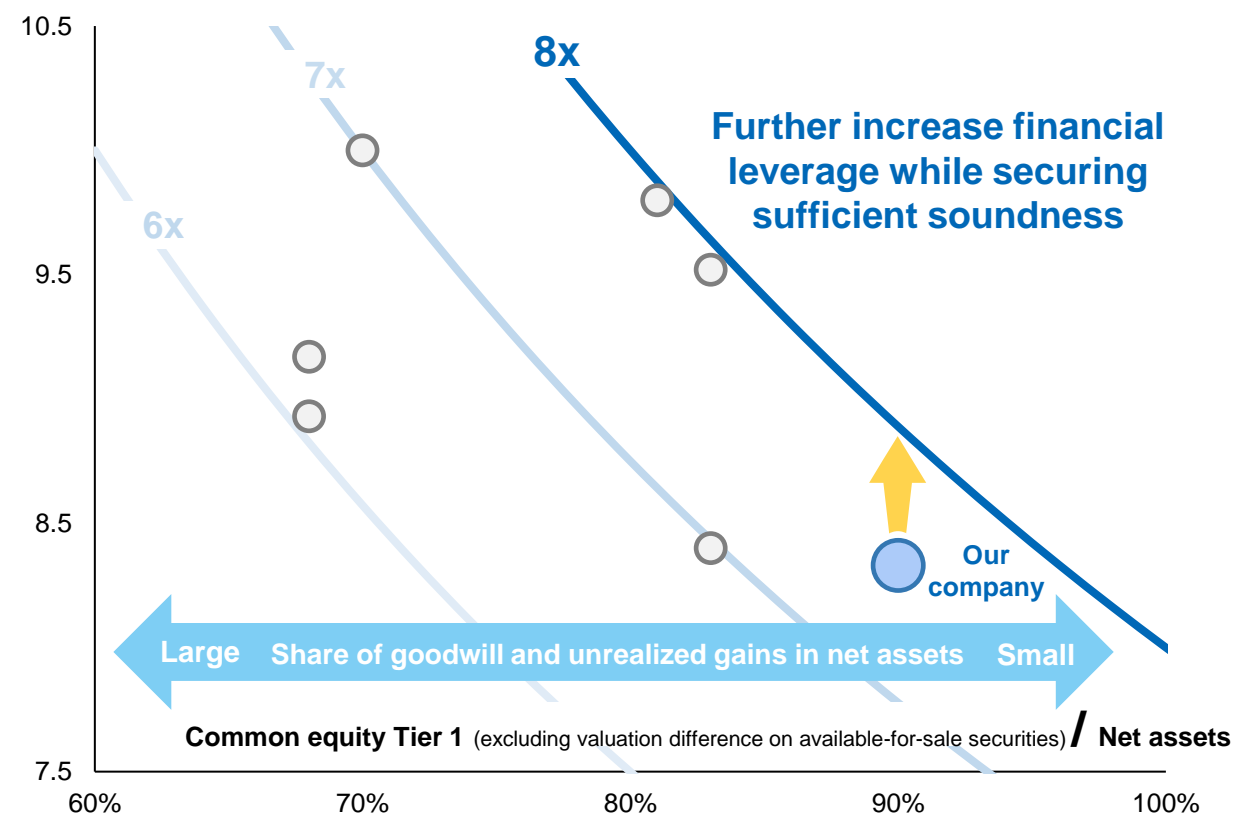 10.5
9.5
8.5
7.5
6x
7x
8x
Further increase financial
leverage while securing
sufficient soundness
Our
company
Large Share of goodwill and unrealized gains in net assets Small
Common equity Tier 1 (excluding valuation difference on available-for-sale securities) / Net assets
60% 70% 80% 90% 100%